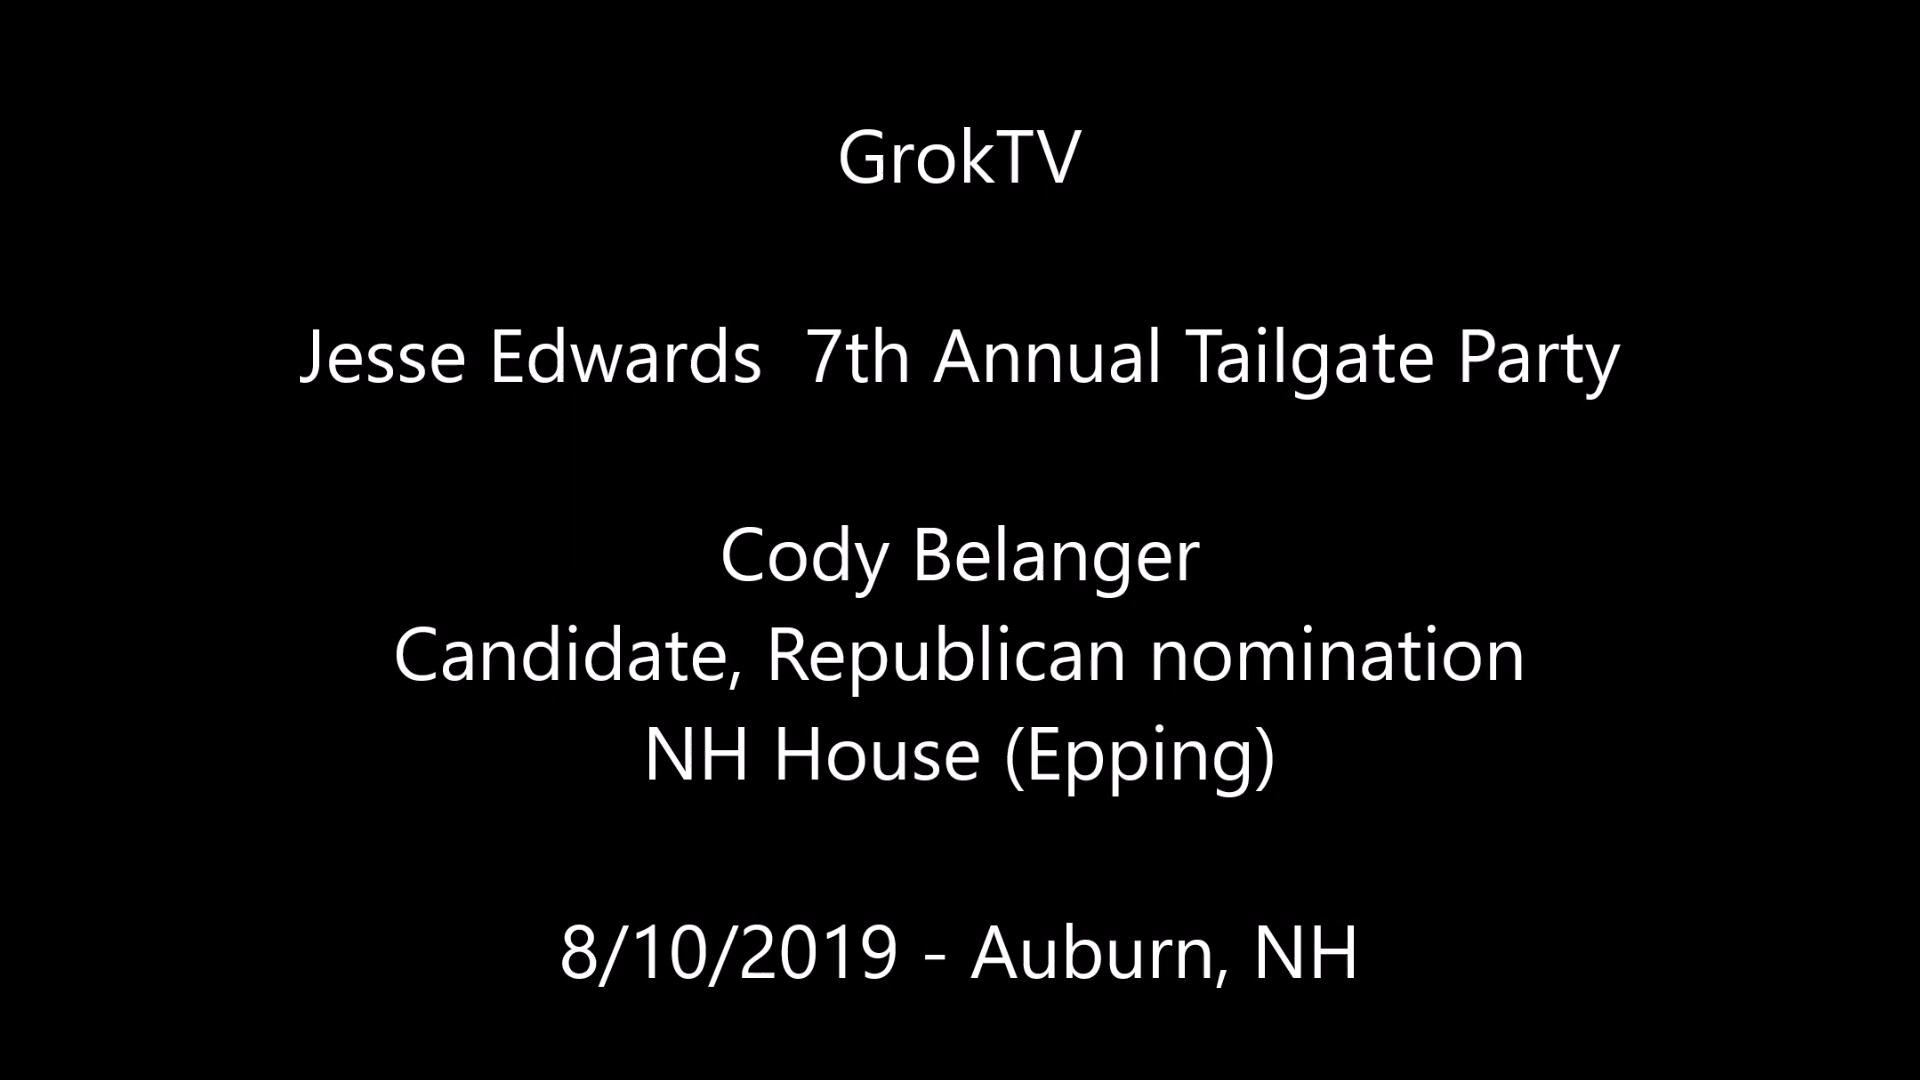 GrokTV
Jesse Edwards  7th Annual Tailgate Party
Cody Belanger
Candidate, Republican nomination
NH House (Epping)
8/10/2019 - Auburn, NH